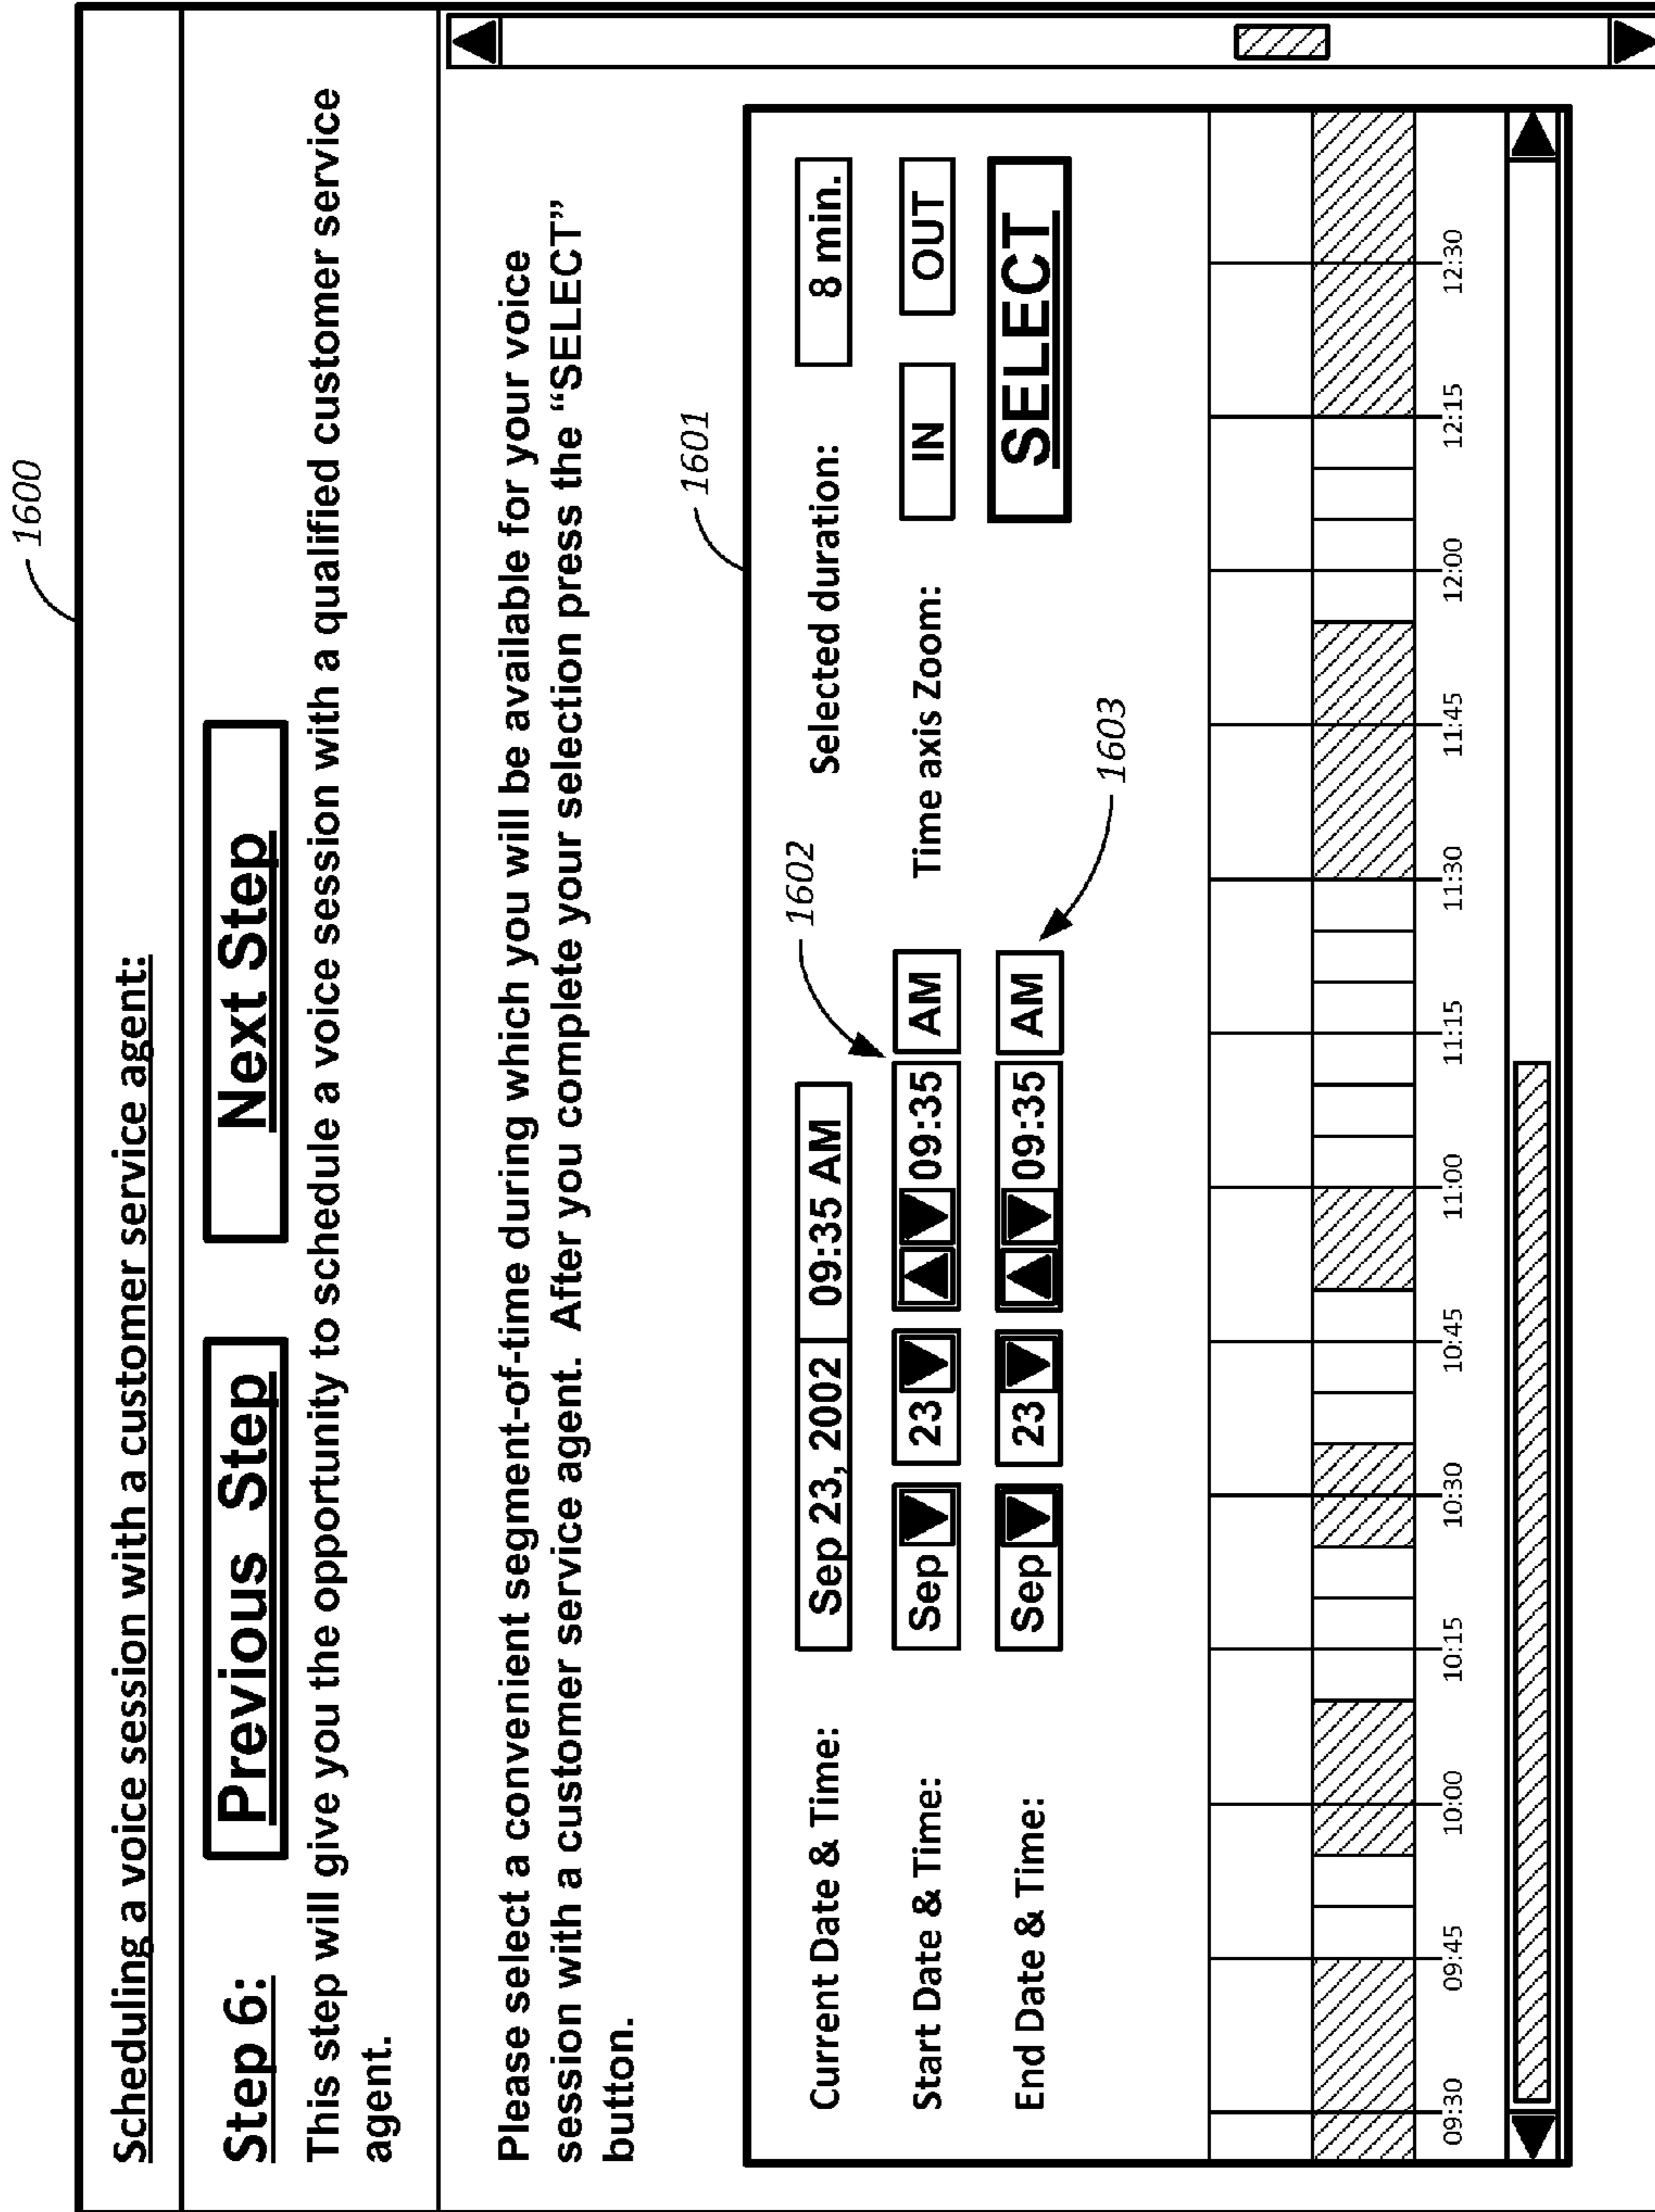 1600
Scheduling a voice session with a customer service agent:
Step 6: Previous Step Next Step
This step will give you the opportunity to schedule a voice session with a qualified customer service
agent.
Please select a convenient segment-of-time during which you will be available for your voice
session with a customer service agent. After you complete your selection press the “SELECT”
button.
1601
1602
Current Date & Time: Sep 23, 2002 09:35 AM Selected duration: 8 min.
Start Date & Time: Sep 23 09:35 AM Time axis Zoom: IN OUT
End Date & Time: Sep 23 09:35 AM SELECT
1603
09:30 09:45 10:00 10:15 10:30 10:45 11:00 11:15 11:30 11:45 12:00 12:15 12:30